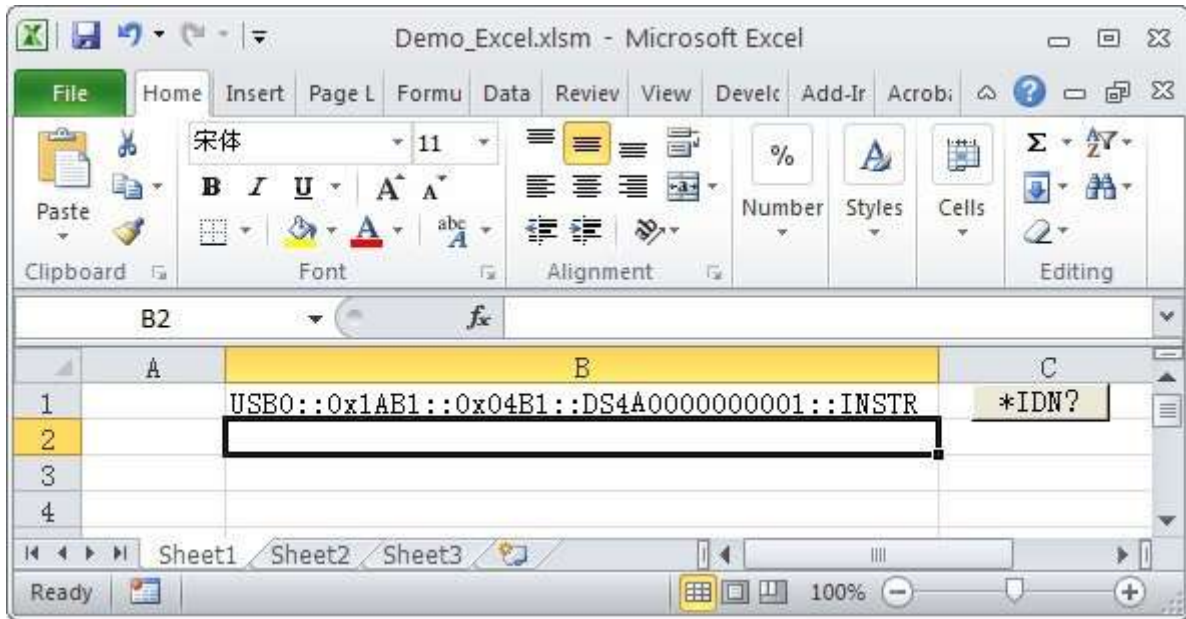 Demo_Excel.xlsm - Microsoft Excel
File Home Insert Page L Formu Data Reviev View Develc Add-Ir Acrob
宋体 11
% Σ A Z
B I U A A
Paste Number Styles Cells
abc A A
Clipboard Font Alignment Editing
B2 fx
A B C
1 USB0::0x1AB1::0x04B1::DS4A0000000001::INSTR *IDN?
2
3
4
Sheet1 Sheet2 Sheet3
Ready 100%